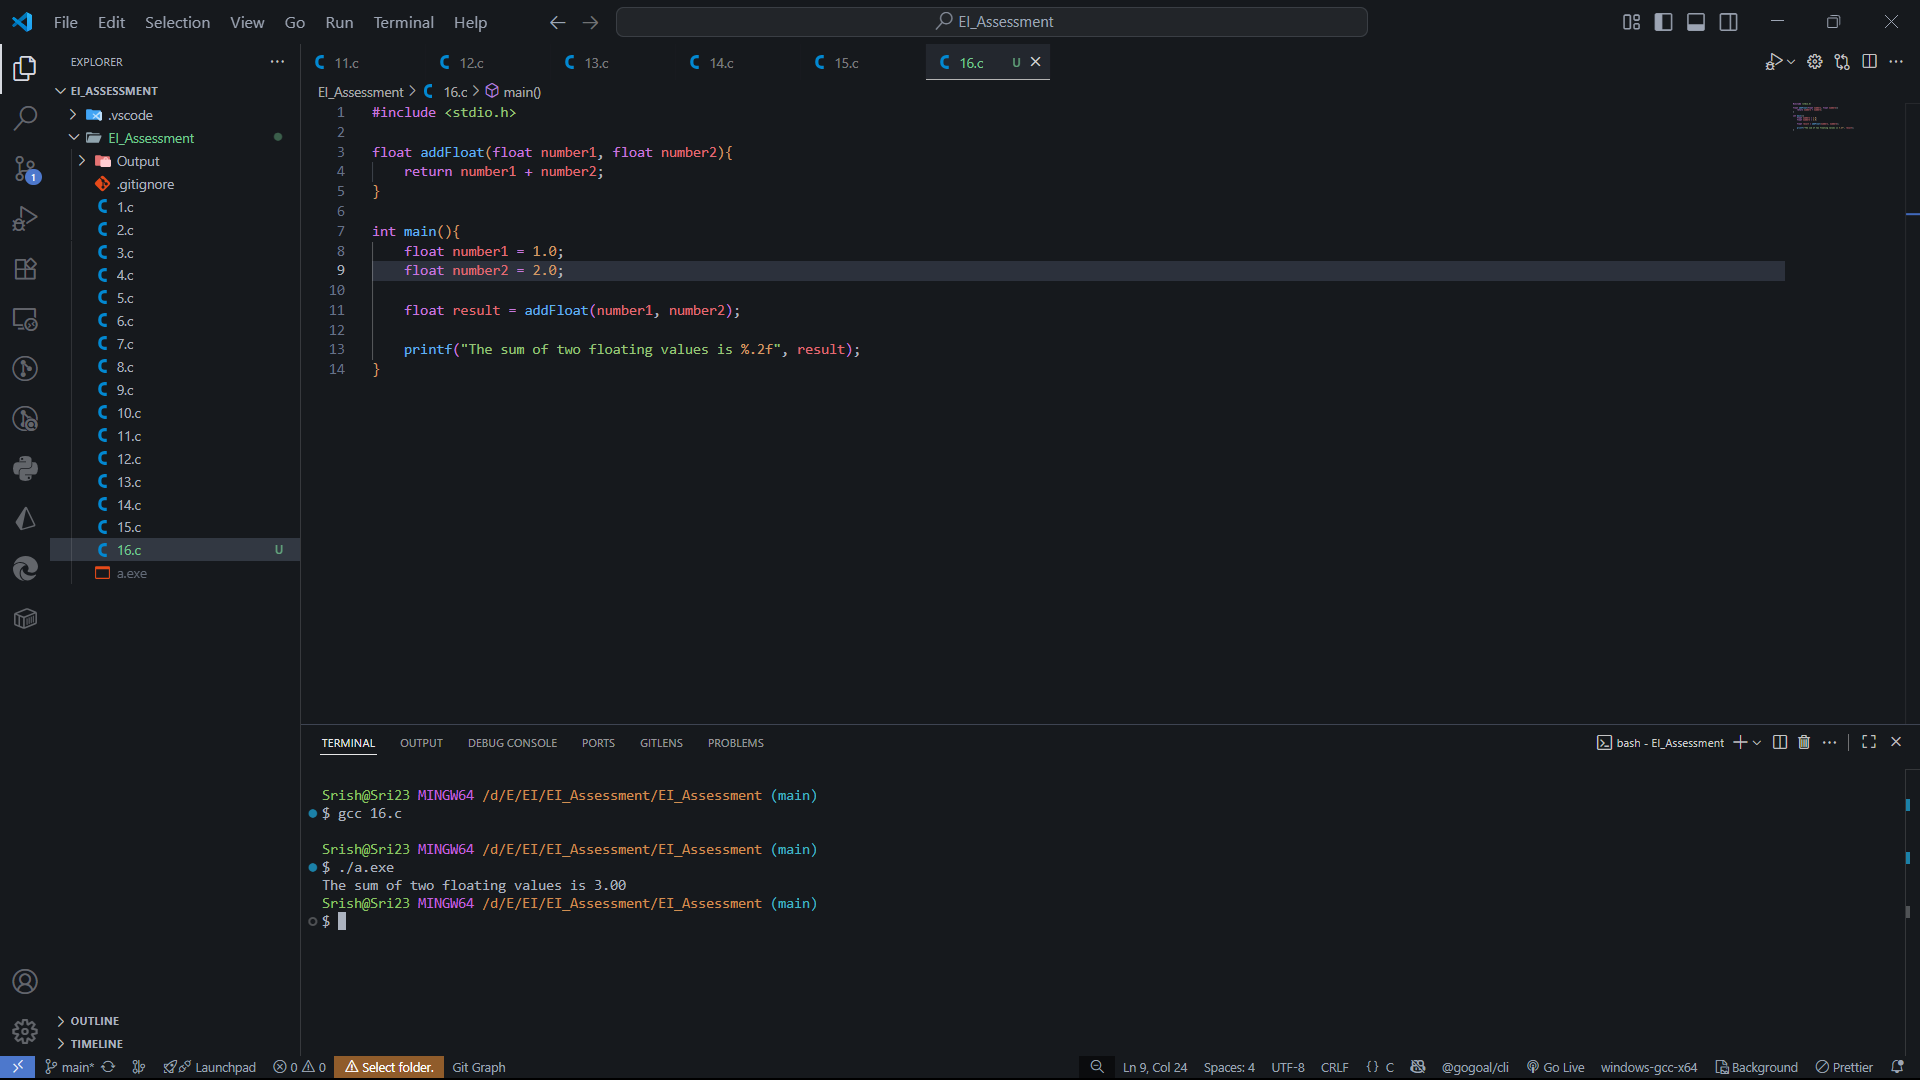 File Edit Selection View Go Run Terminal Help
EI_Assessment
EXPLORER
EI_ASSESSMENT
.vscode
EI_Assessment
Output
.gitignore
1.c
2.c
3.c
4.c
5.c
6.c
7.c
8.c
9.c
10.c
11.c
12.c
13.c
14.c
15.c
16.c U
a.exe
OUTLINE
TIMELINE
1
11.c 12.c 13.c 14.c 15.c 16.c U
EI_Assessment > 16.c > main()
1 #include <stdio.h>
2
3 float addFloat(float number1, float number2){
4 return number1 + number2;
5 }
6
7 int main(){
8 float number1 = 1.0;
9 float number2 = 2.0;
10
11 float result = addFloat(number1, number2);
12
13 printf("The sum of two floating values is %.2f", result);
14 }
TERMINAL OUTPUT DEBUG CONSOLE PORTS GITLENS PROBLEMS
bash - EI_Assessment
Srish@Sri23 MINGW64 /d/E/EI/EI_Assessment/EI_Assessment (main)
$ gcc 16.c
Srish@Sri23 MINGW64 /d/E/EI/EI_Assessment/EI_Assessment (main)
$ ./a.exe
The sum of two floating values is 3.00
Srish@Sri23 MINGW64 /d/E/EI/EI_Assessment/EI_Assessment (main)
$
main* Launchpad 0 0 Select folder. Git Graph Ln 9, Col 24 Spaces: 4 UTF-8 CRLF {} C @gogoal/cli Go Live windows-gcc-x64 Background Prettier